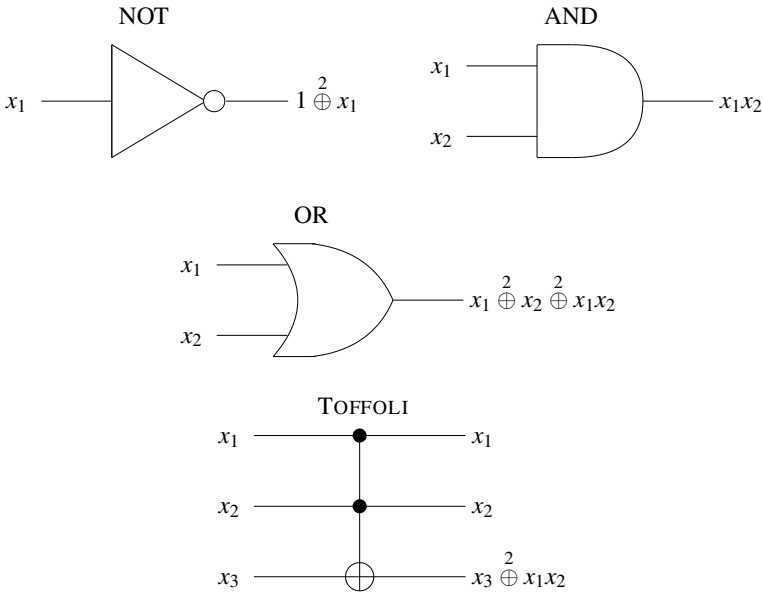 NOT AND
x₁ 1 ⊕² x₁
x₁
x₂
x₁x₂
OR
x₁
x₂
x₁ ⊕² x₂ ⊕² x₁x₂
TOFFOLI
x₁ x₁
x₂ x₂
x₃ x₃ ⊕² x₁x₂